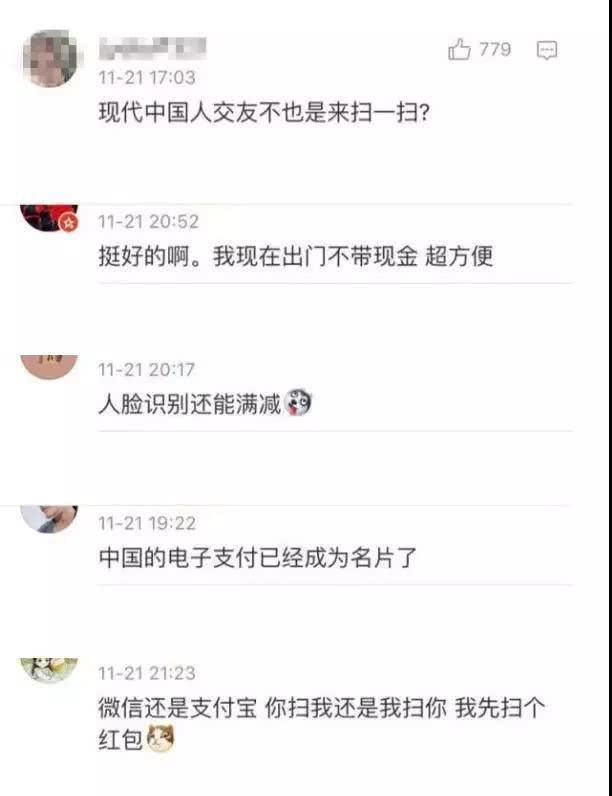 779
11-21 17:03
现代中国人交友不也是来扫一扫?
11-21 20:52
挺好的啊。我现在出门不带现金 超方便
11-21 20:17
人脸识别还能满减
11-21 19:22
中国的电子支付已经成为名片了
11-21 21:23
微信还是支付宝 你扫我还是我扫你 我先扫个
红包